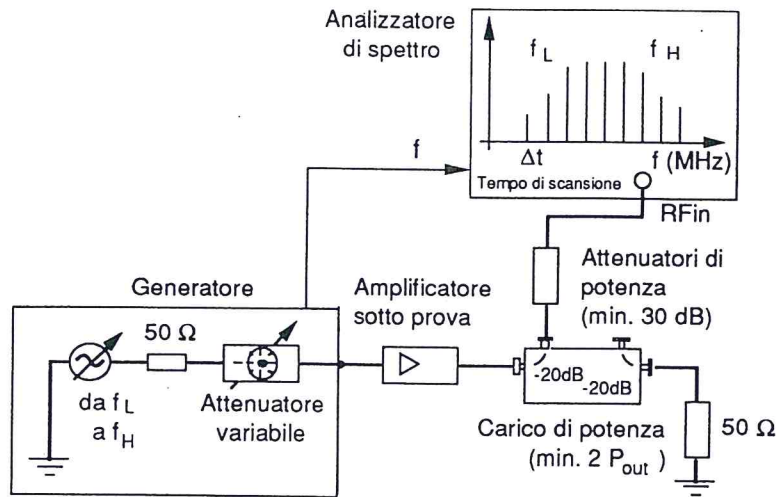 Analizzatore
di spettro
f L
f H
Δt
f (MHz)
Tempo di scansione
RFin
f
Generatore
50 Ω
da f L
a f H
Attenuatore
variabile
Amplificatore
sotto prova
Attenuatori di
potenza
(min. 30 dB)
-20dB
-20dB
Carico di potenza
(min. 2 P out )
50 Ω